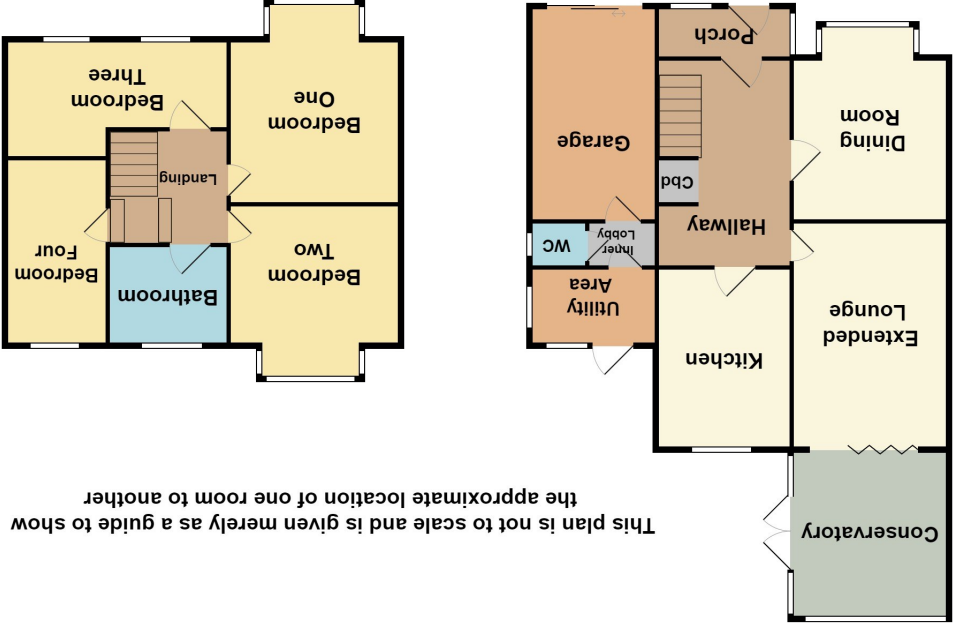 Conservatory
This plan is not to scale and is given merely as a guide to show
the approximate location of one room to another
Extended
Lounge
Kitchen
Utility
Area
Inner
Lobby
WC
Hallway
Cbd
Dining
Room
Garage
Porch
Bedroom
Two
Bathroom
Bedroom
Four
Landing
Bedroom
One
Bedroom
Three